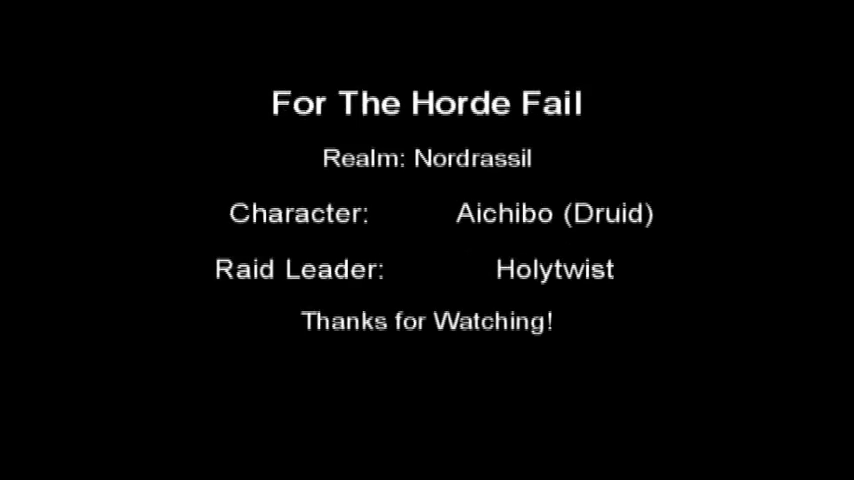 For The Horde Fail
Realm: Nordrassil
Character: Aichibo (Druid)
Raid Leader: Holytwist
Thanks for Watching!